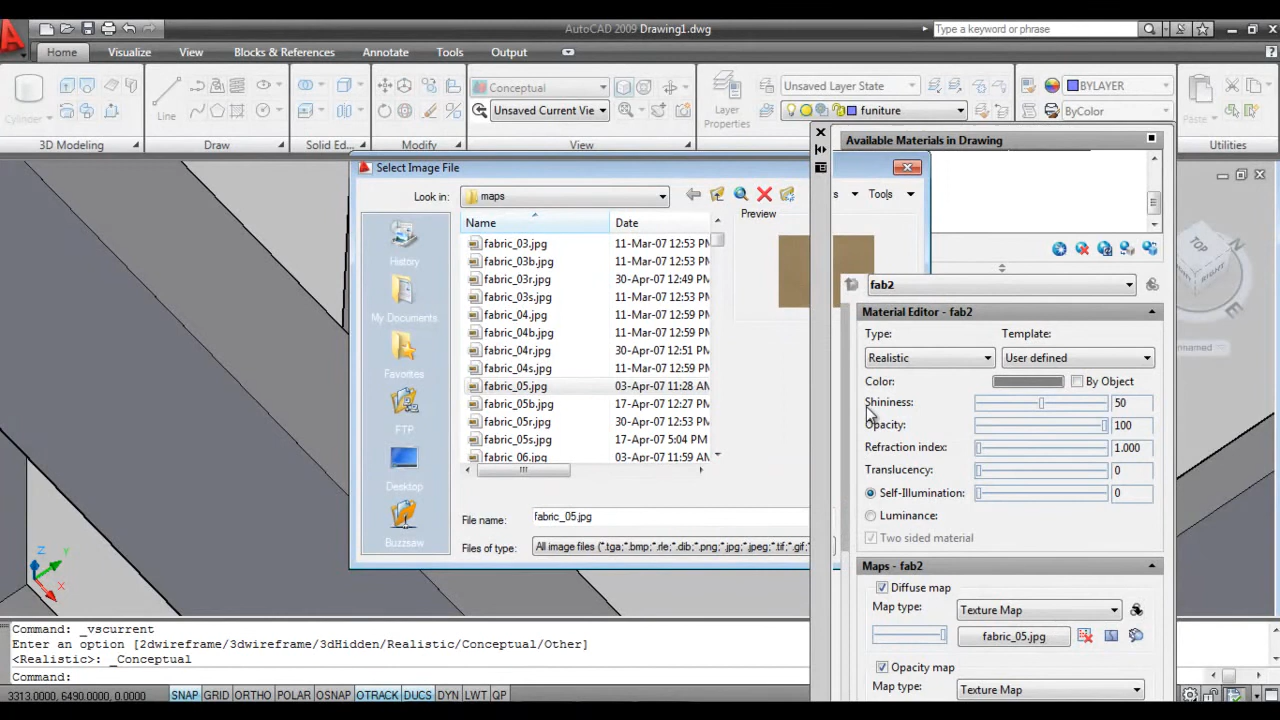 AutoCAD 2009 Drawing1.dwg
Type a keyword or phrase
Home Visualize View Blocks & References Annotate Tools Output
Conceptual
Unsaved Layer State
BYLAYER
Cylinder Line
Unsaved Current Vie
Layer Properties
funiture
ByColor
Paste
3D Modeling Draw Solid Ed... Modify View Utilities
Available Materials in Drawing
Select Image File
Look in: maps
Tools
Name Date Preview
History
My Documents
Favorites
FTP
Desktop
Buzzsaw
fabric_03.jpg 11-Mar-07 12:53 PM
fabric_03b.jpg 11-Mar-07 12:53 PM
fabric_03r.jpg 30-Apr-07 12:49 PM
fabric_03s.jpg 11-Mar-07 12:53 PM
fabric_04.jpg 11-Mar-07 12:59 PM
fabric_04b.jpg 11-Mar-07 12:59 PM
fabric_04r.jpg 30-Apr-07 12:51 PM
fabric_04s.jpg 11-Mar-07 12:59 PM
fabric_05.jpg 03-Apr-07 11:28 AM
fabric_05b.jpg 17-Apr-07 12:27 PM
fabric_05r.jpg 30-Apr-07 12:53 PM
fabric_05s.jpg 17-Apr-07 5:04 PM
fabric_06.jpg 03-Apr-07 11:59 AM
File name: fabric_05.jpg
Files of type: All image files (*.tga;*.bmp;*.rle;*.dib;*.png;*.jpg;*.jpeg;*.tif;*.gif;
fab2
Material Editor - fab2
Type: Template:
Realistic User defined
Color: By Object
Shininess: 50
Opacity: 100
Refraction index: 1.000
Translucency: 0
Self-Illumination: 0
Luminance:
Two sided material
Maps - fab2
Diffuse map
Map type: Texture Map
fabric_05.jpg
Opacity map
Map type: Texture Map
TOP RIGHT N E
Z Y X
Command: _vscurrent
Enter an option [2dwireframe/3dwireframe/3dHidden/Realistic/Conceptual/Other]
<Realistic>: _Conceptual
Command:
3313.0000, 6490.0000, 0.0000 SNAP GRID ORTHO POLAR OSNAP OTRACK DUCS DYN LWT QP